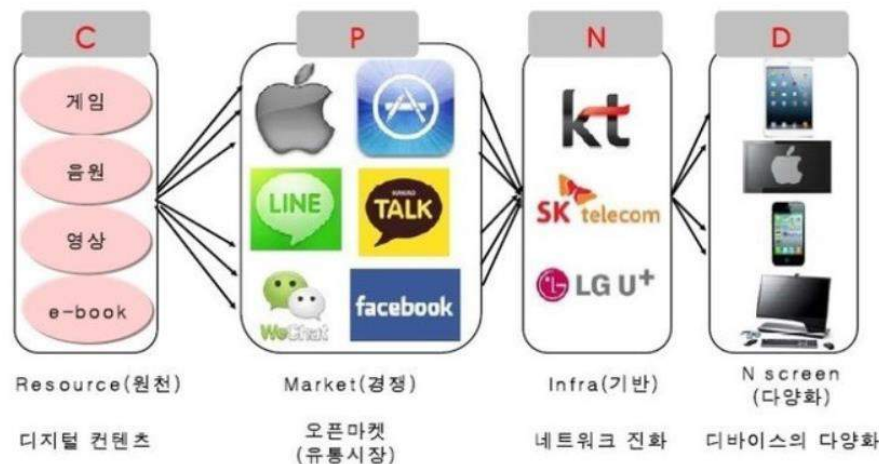 C
P
N
D
게임
음원
영상
e-book
LINE
TALK
WeChat
facebook
kt
SK telecom
LG U+
Resource(원천)
Market(경쟁)
Infra(기반)
N screen
(다양화)
디지털 컨텐츠
오픈마켓
(유통시장)
네트워크 진화
디바이스의 다양화